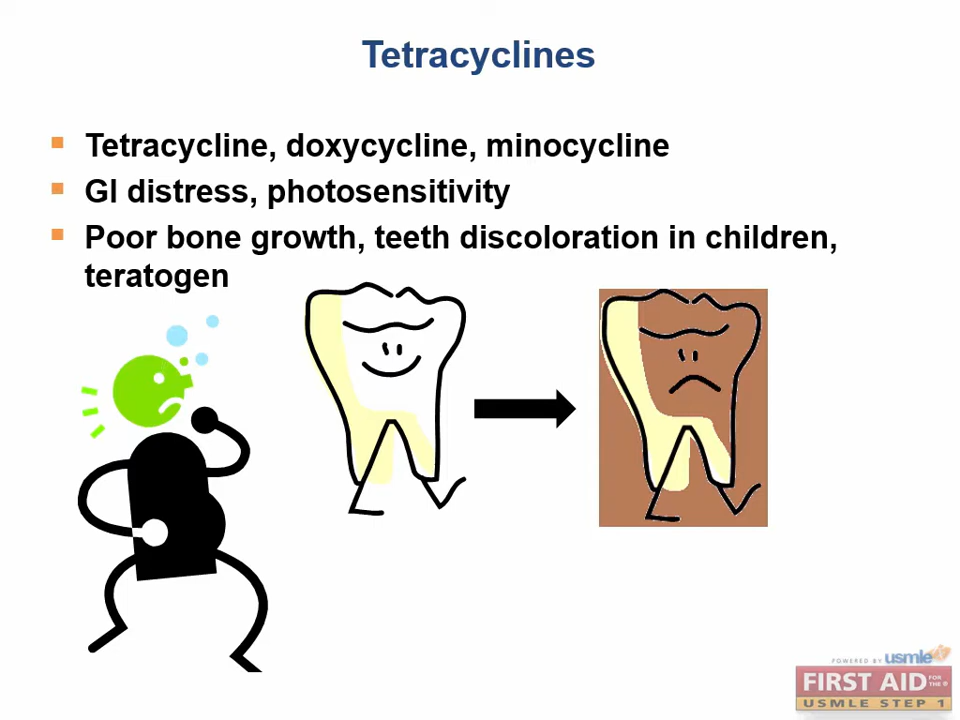 Tetracyclines
Tetracycline, doxycycline, minocycline
GI distress, photosensitivity
Poor bone growth, teeth discoloration in children,
teratogen
POWERED BY usmle
FIRST AID FOR THE ®
USMLE STEP 1